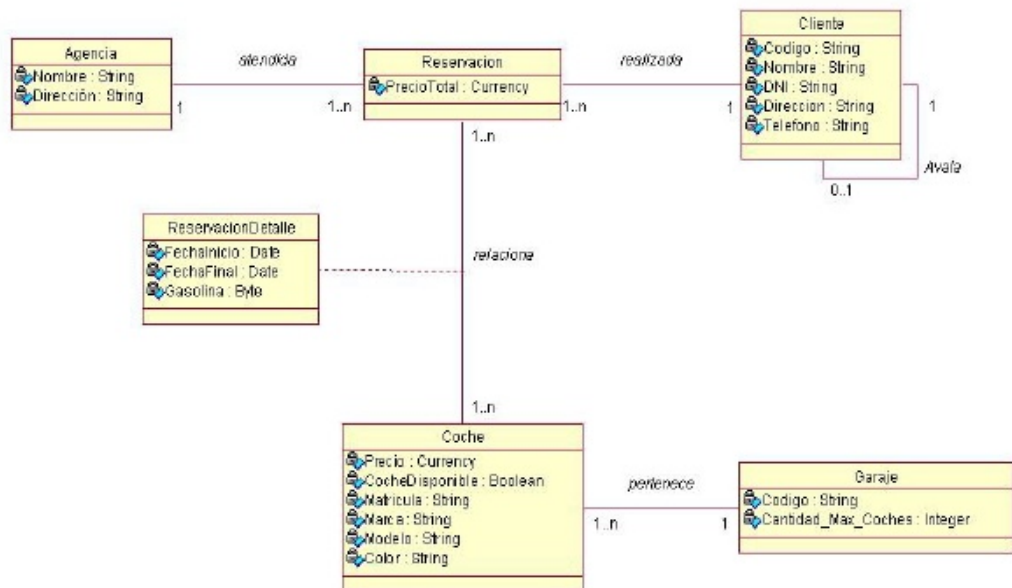 Agencia
Nombre : String
Dirección : String
atendida
1
1..n
Reservacion
PrecioTotal : Currency
realizada
1..n
1
Cliente
Codigo : String
Nombre : String
DNI : String
Direccion : String
Telefono : String
1
Avala
0..1
1..n
ReservacionDetalle
FechaInicio : Date
FechaFinal : Date
Gasolina : Byte
relaciona
1..n
Coche
Precio : Currency
CocheDisponible : Boolean
Matricula : String
Marca : String
Modelo : String
Color : String
pertenece
1..n
1
Garaje
Codigo : String
Cantidad_Max_Coches : Integer